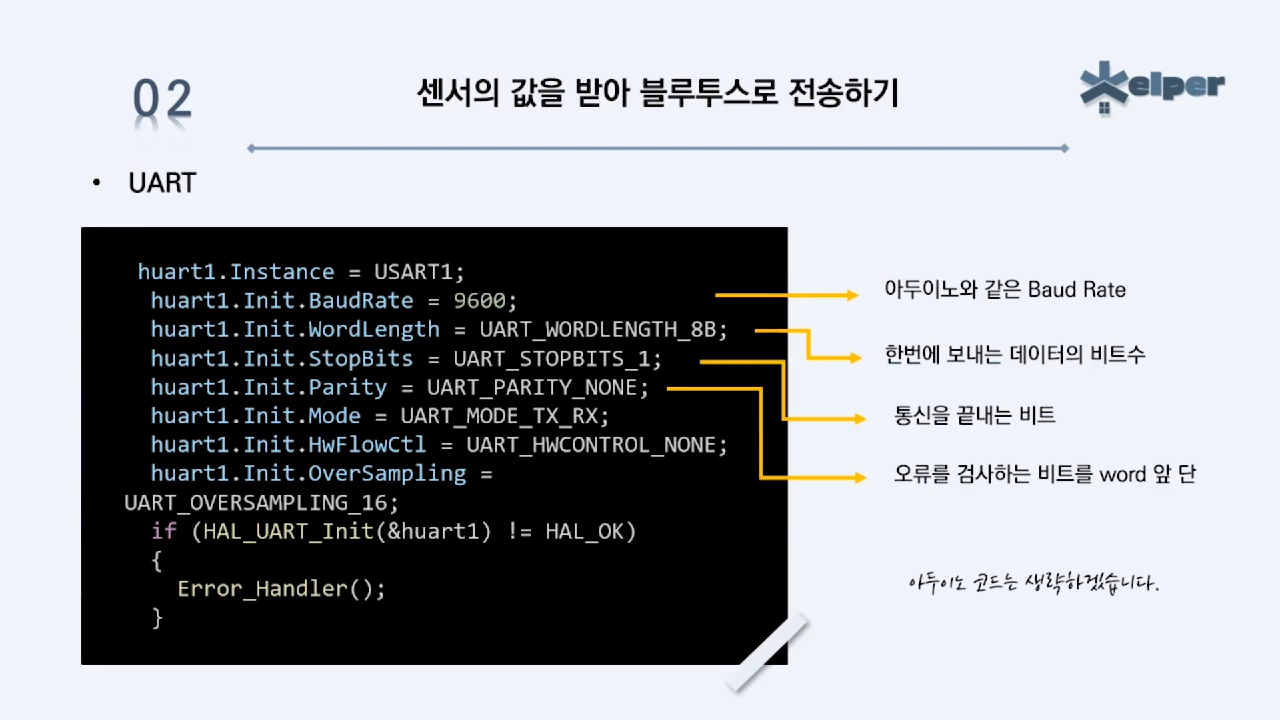 02
센서의 값을 받아 블루투스로 전송하기
elper
• UART
huart1.Instance = USART1;
huart1.Init.BaudRate = 9600;
huart1.Init.WordLength = UART_WORDLENGTH_8B;
huart1.Init.StopBits = UART_STOPBITS_1;
huart1.Init.Parity = UART_PARITY_NONE;
huart1.Init.Mode = UART_MODE_TX_RX;
huart1.Init.HwFlowCtl = UART_HWCONTROL_NONE;
huart1.Init.OverSampling =
UART_OVERSAMPLING_16;
if (HAL_UART_Init(&huart1) != HAL_OK)
{
Error_Handler();
}
아두이노와 같은 Baud Rate
한번에 보내는 데이터의 비트수
통신을 끝내는 비트
오류를 검사하는 비트를 word 앞 단
아두이노 코드는 생략하겠습니다.